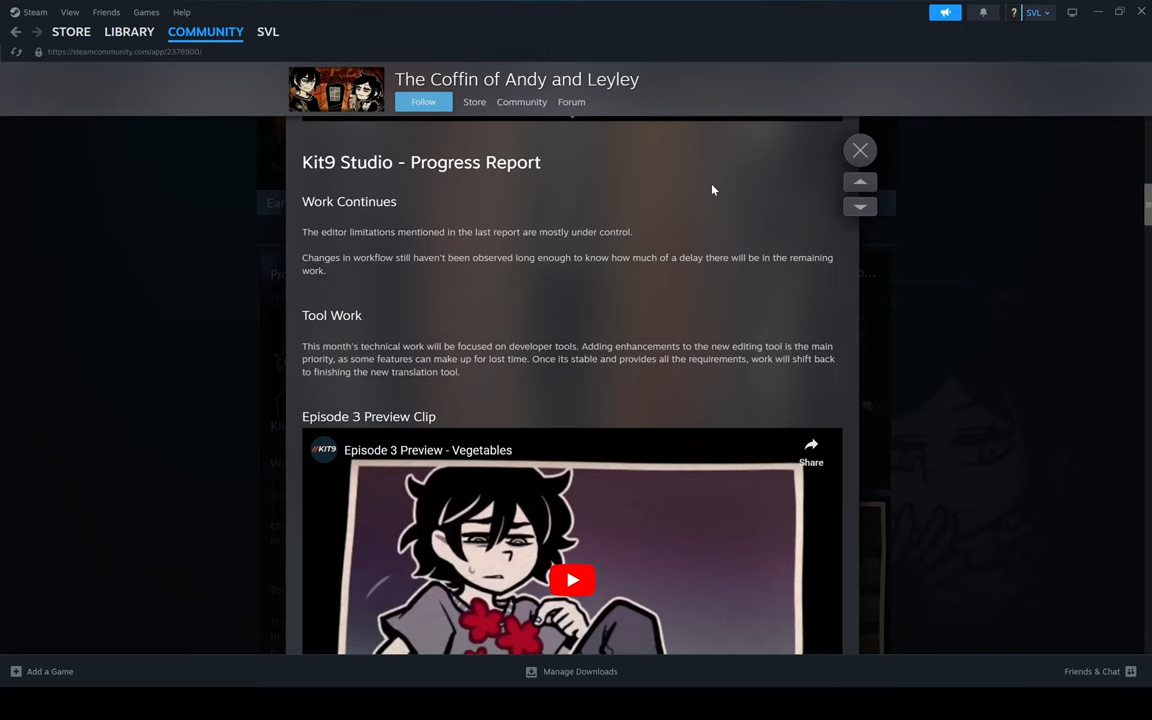 Steam View Friends Games Help
? SVL
STORE LIBRARY COMMUNITY SVL
https://steamcommunity.com/app/2378900/
The Coffin of Andy and Leyley
Follow Store Community Forum
Kit9 Studio - Progress Report
Work Continues
The editor limitations mentioned in the last report are mostly under control.
Changes in workflow still haven't been observed long enough to know how much of a delay there will be in the remaining
work.
Tool Work
This month's technical work will be focused on developer tools. Adding enhancements to the new editing tool is the main
priority, as some features can make up for lost time. Once its stable and provides all the requirements, work will shift back
to finishing the new translation tool.
Episode 3 Preview Clip
//KIT9 Episode 3 Preview - Vegetables
Share
Add a Game Manage Downloads Friends & Chat